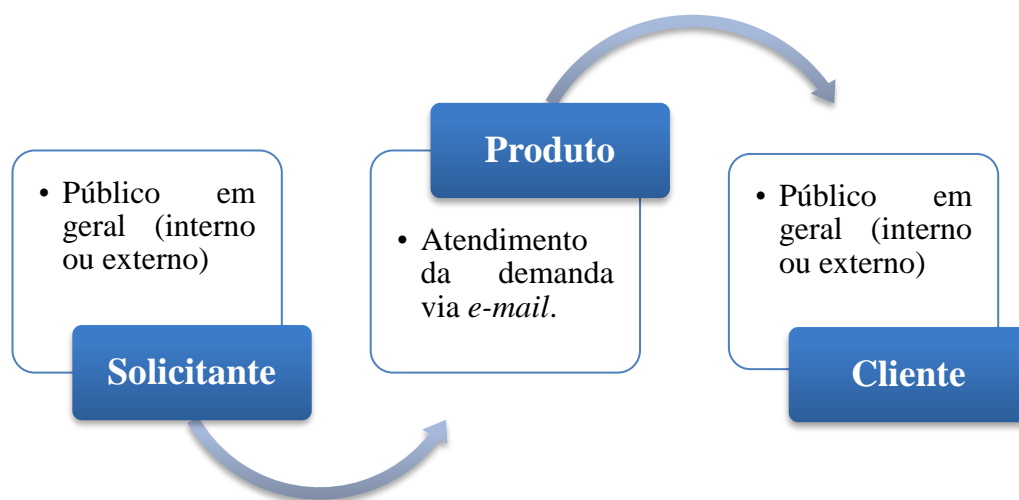 • Público em
geral (interno
ou externo)
Solicitante
Produto
• Atendimento
da demanda
via e-mail.
• Público em
geral (interno
ou externo)
Cliente